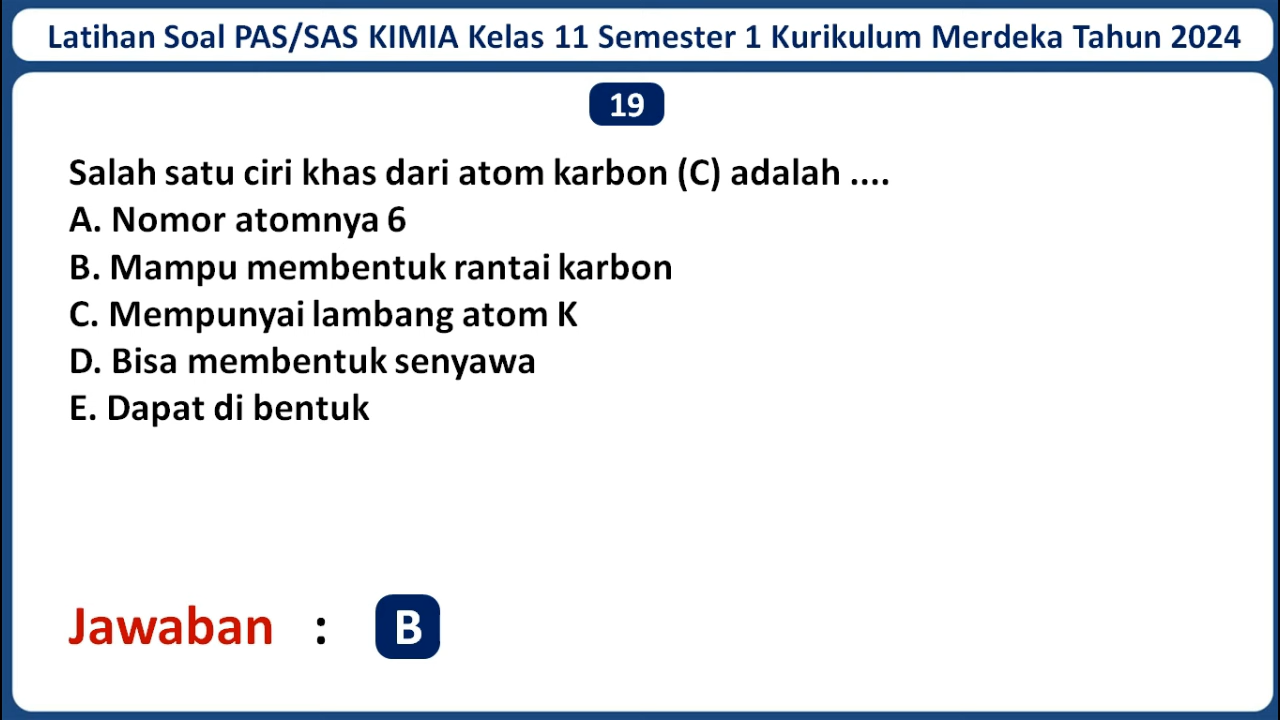 Latihan Soal PAS/SAS KIMIA Kelas 11 Semester 1 Kurikulum Merdeka Tahun 2024
19
Salah satu ciri khas dari atom karbon (C) adalah ....
A. Nomor atomnya 6
B. Mampu membentuk rantai karbon
C. Mempunyai lambang atom K
D. Bisa membentuk senyawa
E. Dapat di bentuk
Jawaban : B